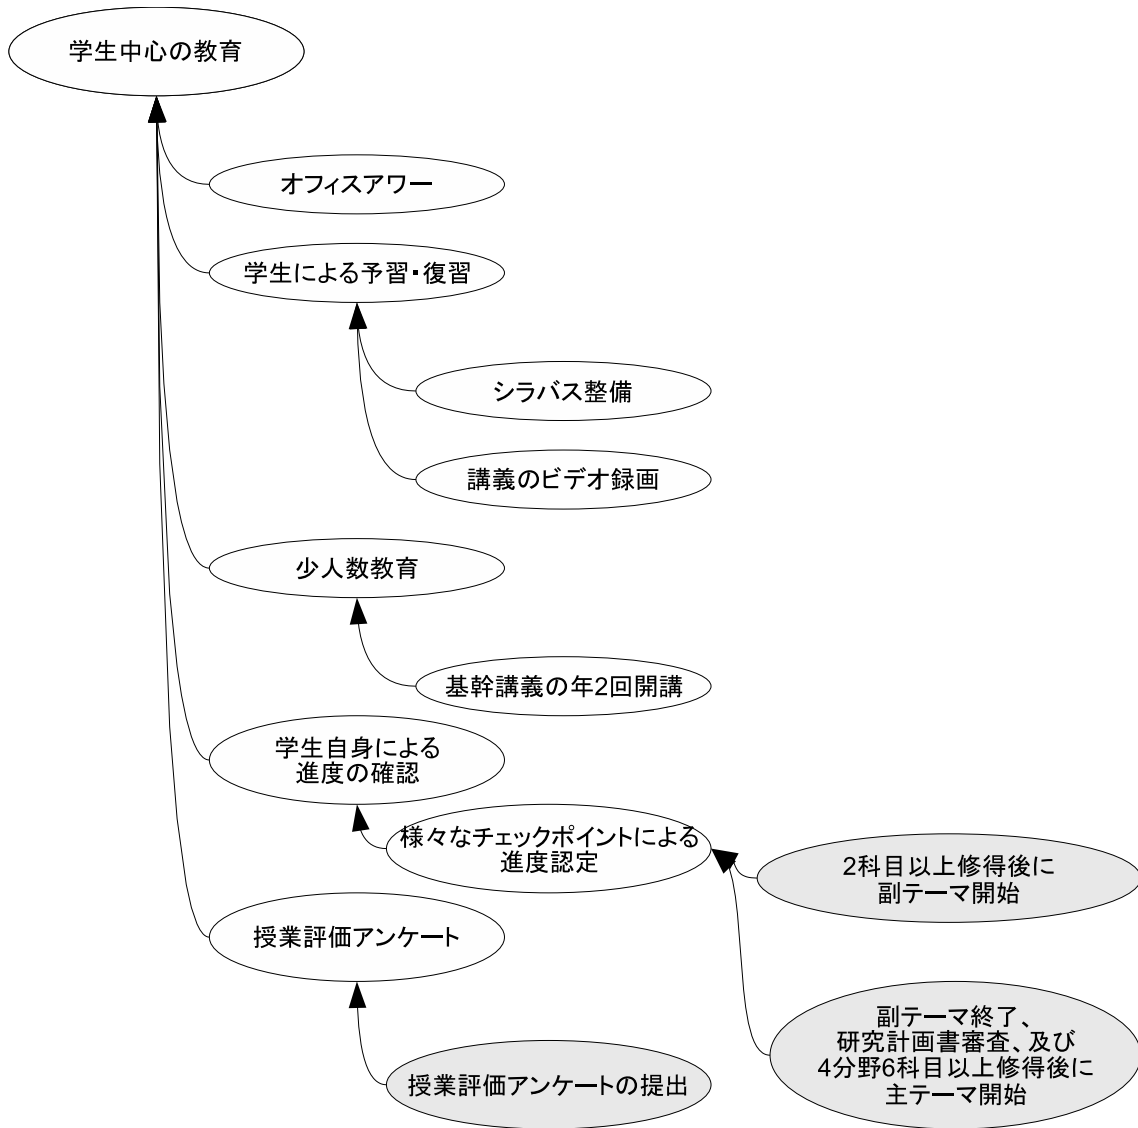 学生中心の教育
オフィスアワー
学生による予習・復習
シラバス整備
講義のビデオ録画
少人数教育
基幹講義の年2回開講
学生自身による
進度の確認
様々なチェックポイントによる
進度認定
2科目以上修得後に
副テーマ開始
授業評価アンケート
副テーマ終了、
研究計画書審査、及び
4分野6科目以上修得後に
主テーマ開始
授業評価アンケートの提出